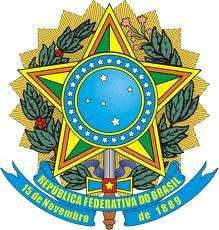 REPÚBLICA FEDERATIVA DO BRASIL
15 de Novembro de 1889